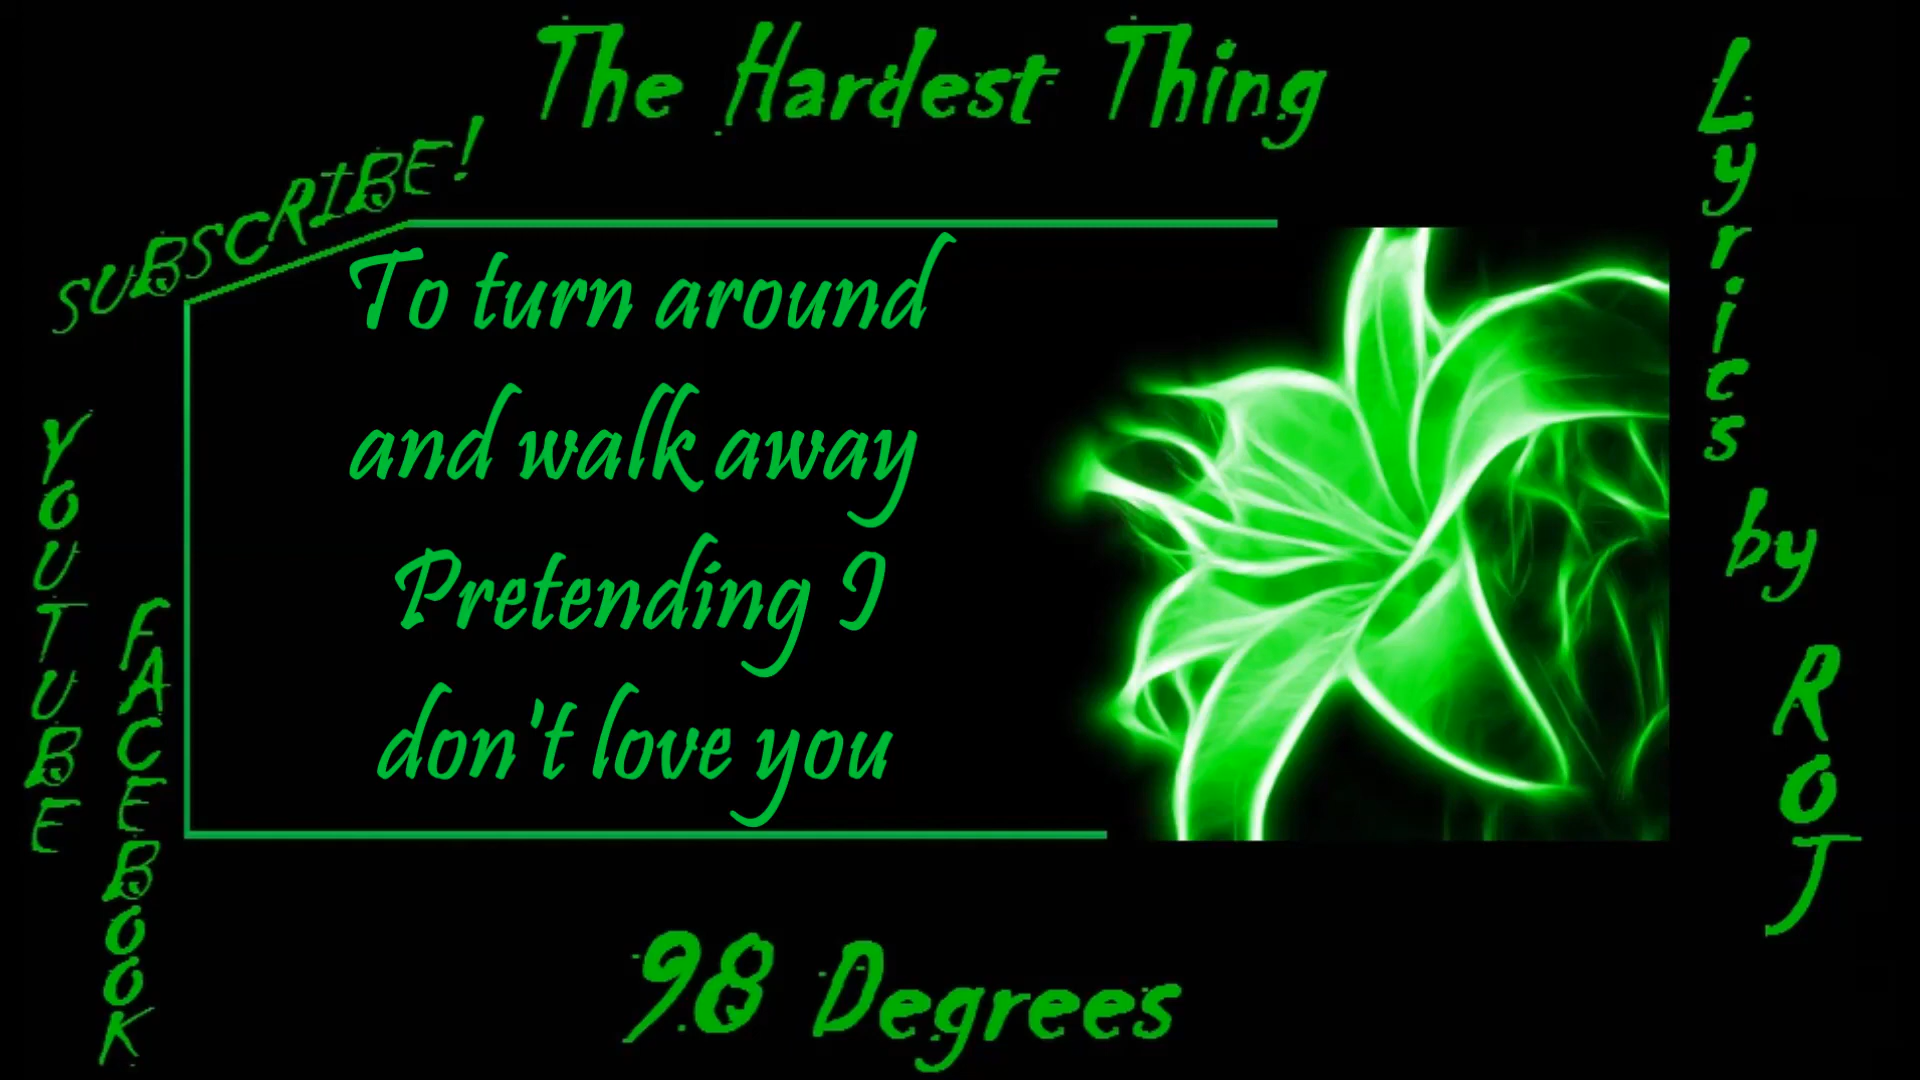 The Hardest Thing
SUBSCRIBE!
To turn around
and walk away
Pretending I
don't love you
YOUTUBE
FACEBOOK
Lyrics by ROJ
98 Degrees